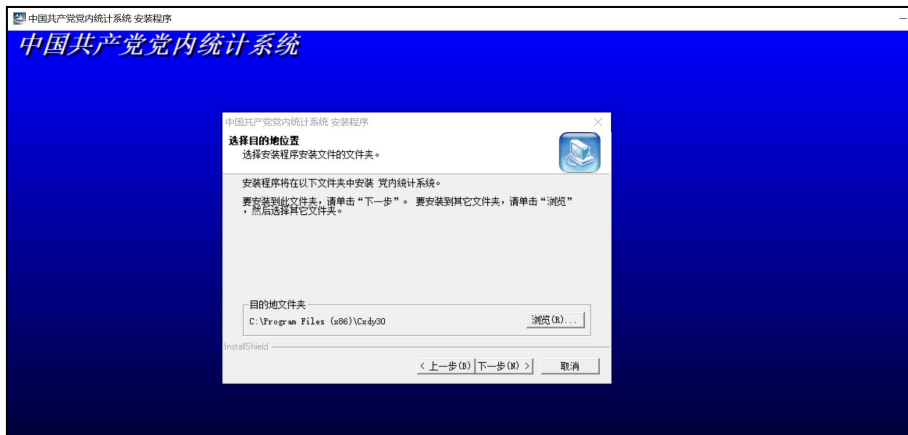 中国共产党党内统计系统 安装程序
中国共产党党内统计系统
中国共产党党内统计系统 安装程序
选择目的地位置
选择安装程序安装文件的文件夹。
安装程序将在以下文件夹中安装 党内统计系统。
要安装到此文件夹，请单击“下一步”。 要安装到其它文件夹，请单击“浏览”
，然后选择其它文件夹。
目的地文件夹
C:\Program Files (x86)\Cxdy30
浏览(R)...
InstallShield
< 上一步(B) 下一步(N) > 取消